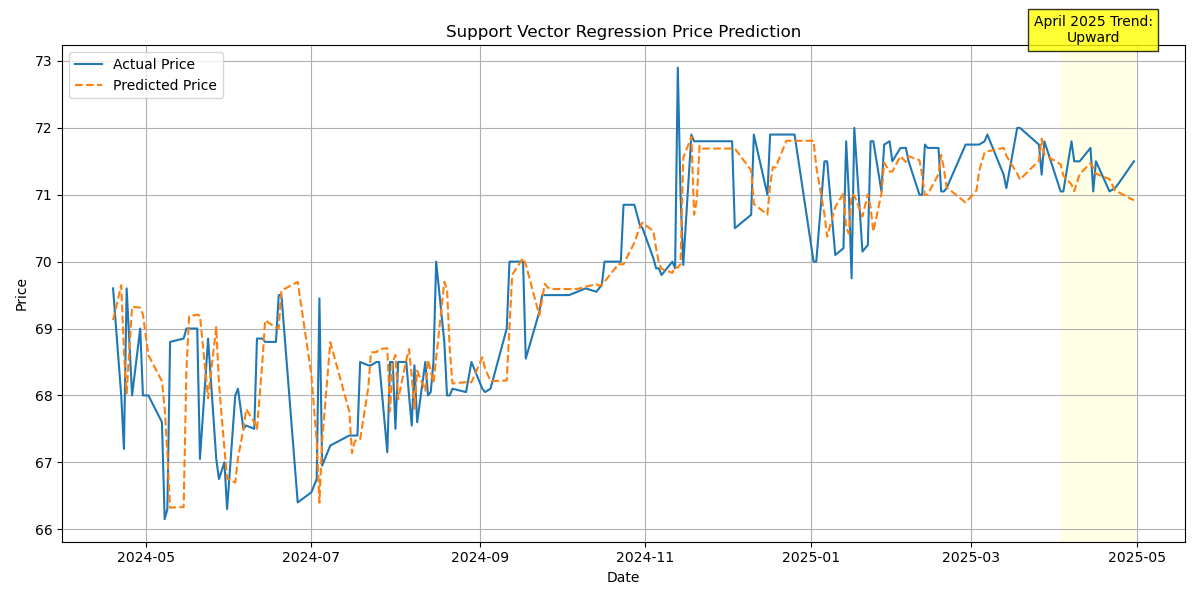 April 2025 Trend:
Upward
Support Vector Regression Price Prediction
Actual Price
Predicted Price
Price
73
72
71
70
69
68
67
66
2024-05 2024-07 2024-09 2024-11 2025-01 2025-03 2025-05
Date